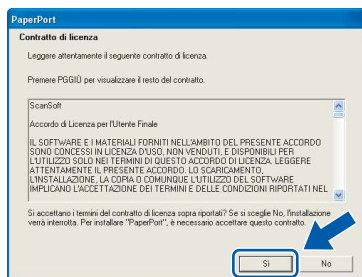 PaperPort
Contratto di licenza
Leggere attentamente il seguente contratto di licenza.
Premere PGGIÙ per visualizzare il resto del contratto.
ScanSoft
Accordo di Licenza per l'Utente Finale
IL SOFTWARE E I MATERIALI FORNITI NELL'AMBITO DEL PRESENTE ACCORDO
SONO CONCESSI IN LICENZA D'USO, NON VENDUTI, E DISPONIBILI PER
L'UTILIZZO SOLO NEI TERMINI DI QUESTO ACCORDO DI LICENZA. LEGGERE
ATTENTAMENTE IL PRESENTE ACCORDO. LO SCARICAMENTO,
L'INSTALLAZIONE, LA COPIA O COMUNQUE L'UTILIZZO DEL SOFTWARE
IMPLICANO L'ACCETTAZIONE DEI TERMINI E DELLE CONDIZIONI RIPORTATI NEL
Si accettano i termini del contratto di licenza sopra riportati? Se si sceglie No, l'installazione
verrà interrotta. Per installare "PaperPort", è necessario accettare questo contratto.
Sì
No